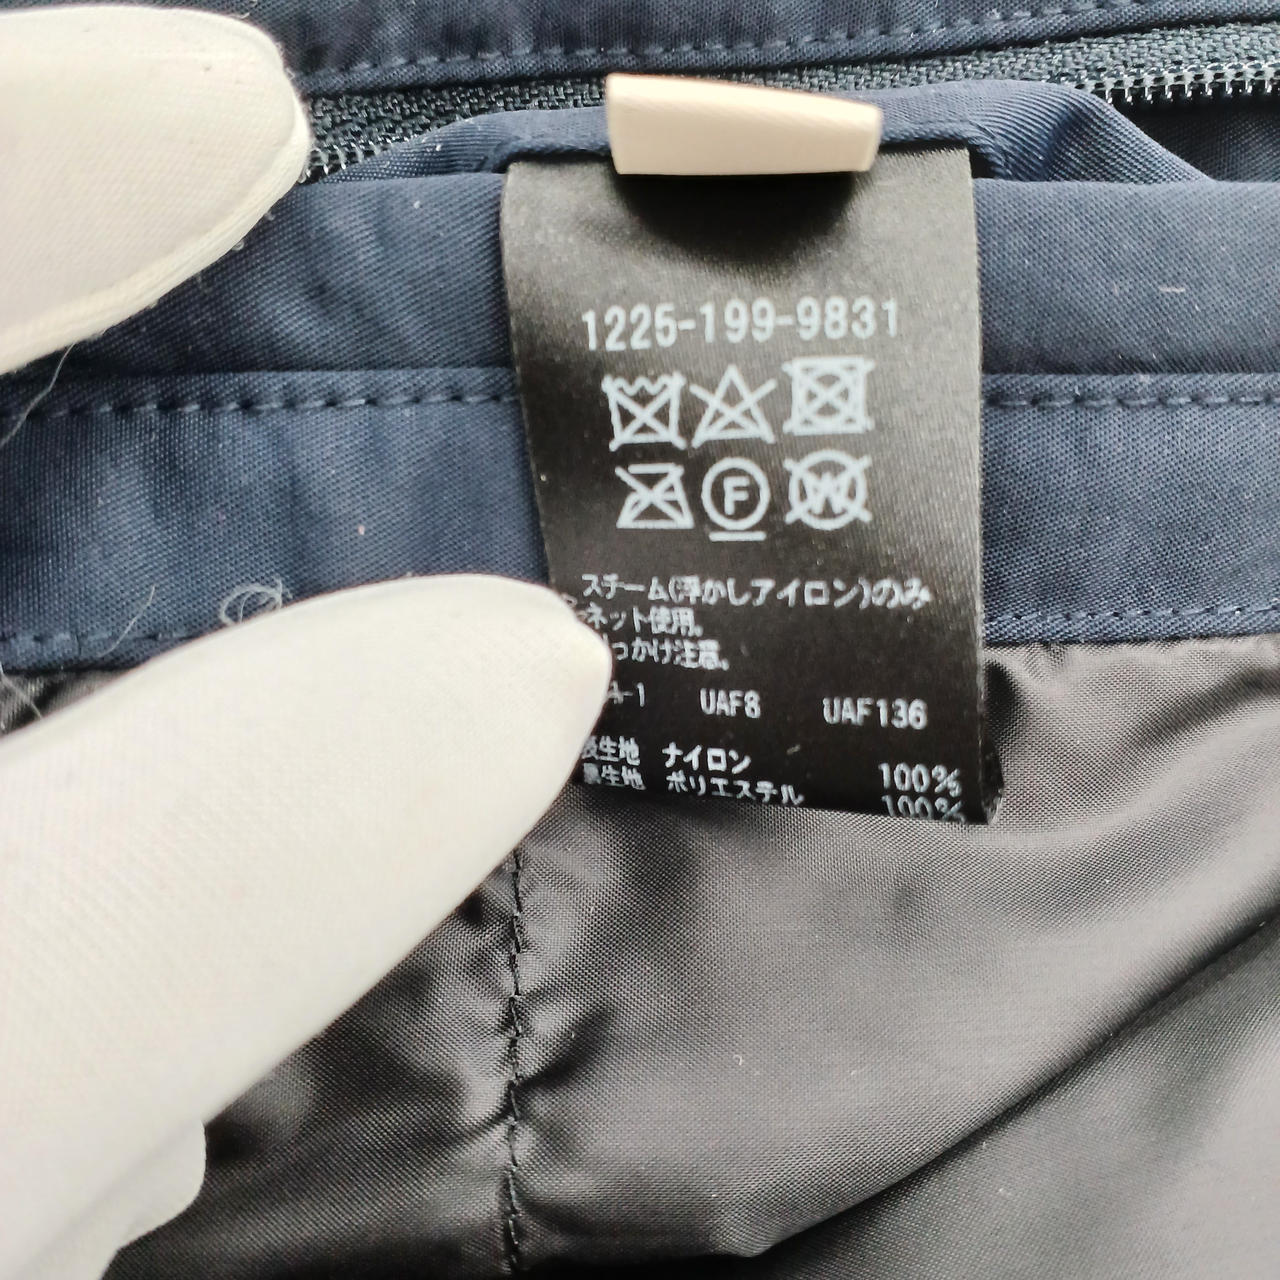 1225-199-9831
F W
スチーム(浮かしアイロン)のみ
ネット使用。
っかけ注意。
-1 UAF8 UAF136
表生地 ナイロン 100%
裏生地 ポリエステル 100%